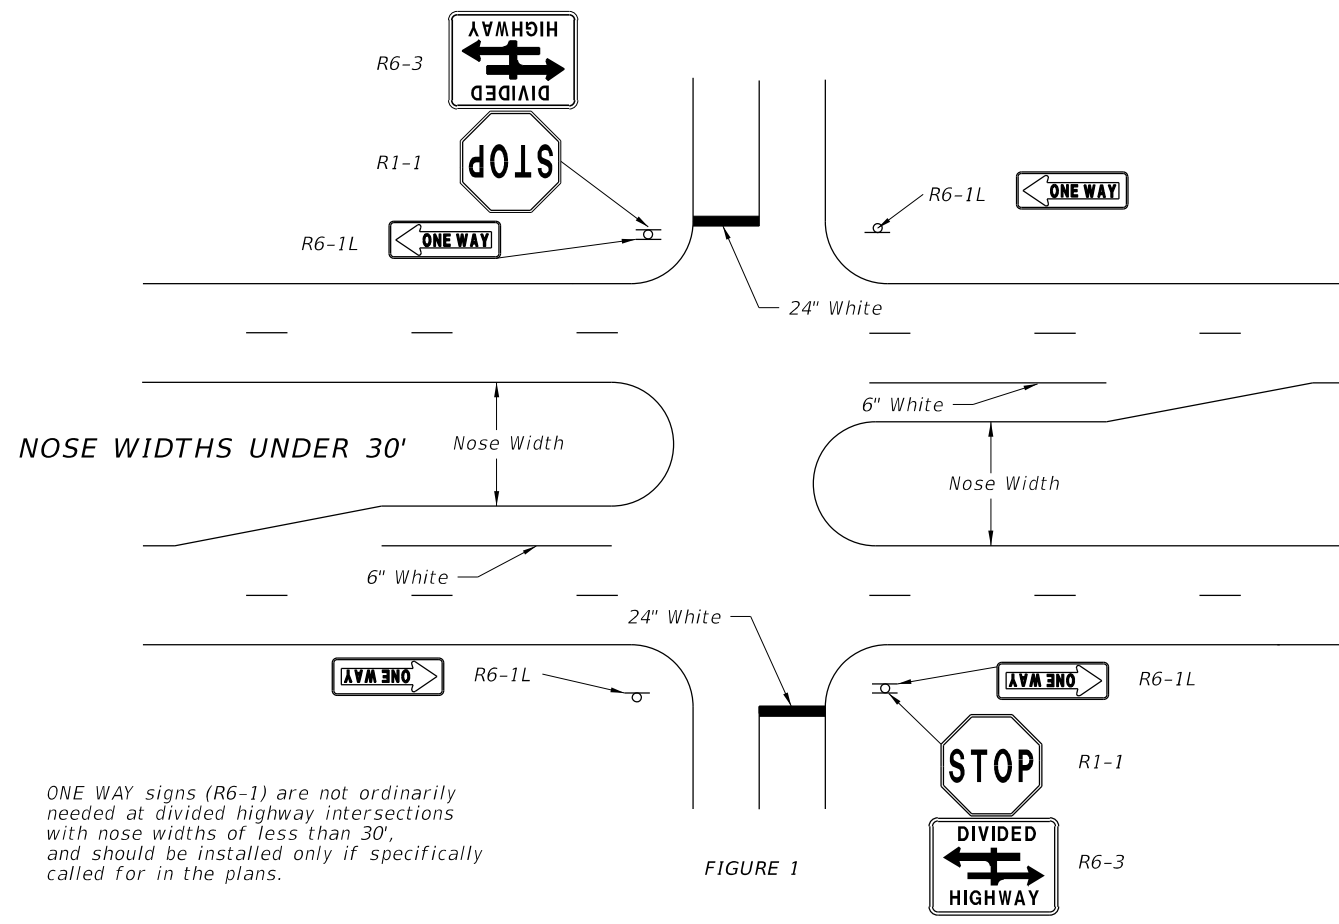 HIGHWAY
DIVIDED
R6-3
STOP
R1-1
ONE WAY
R6-1L
R6-1L
ONE WAY
24" White
6" White
NOSE WIDTHS UNDER 30'
Nose Width
Nose Width
6" White
24" White
ONE WAY
R6-1L
ONE WAY
R6-1L
STOP
R1-1
ONE WAY signs (R6-1) are not ordinarily
needed at divided highway intersections
with nose widths of less than 30',
and should be installed only if specifically
called for in the plans.
FIGURE 1
DIVIDED
HIGHWAY
R6-3